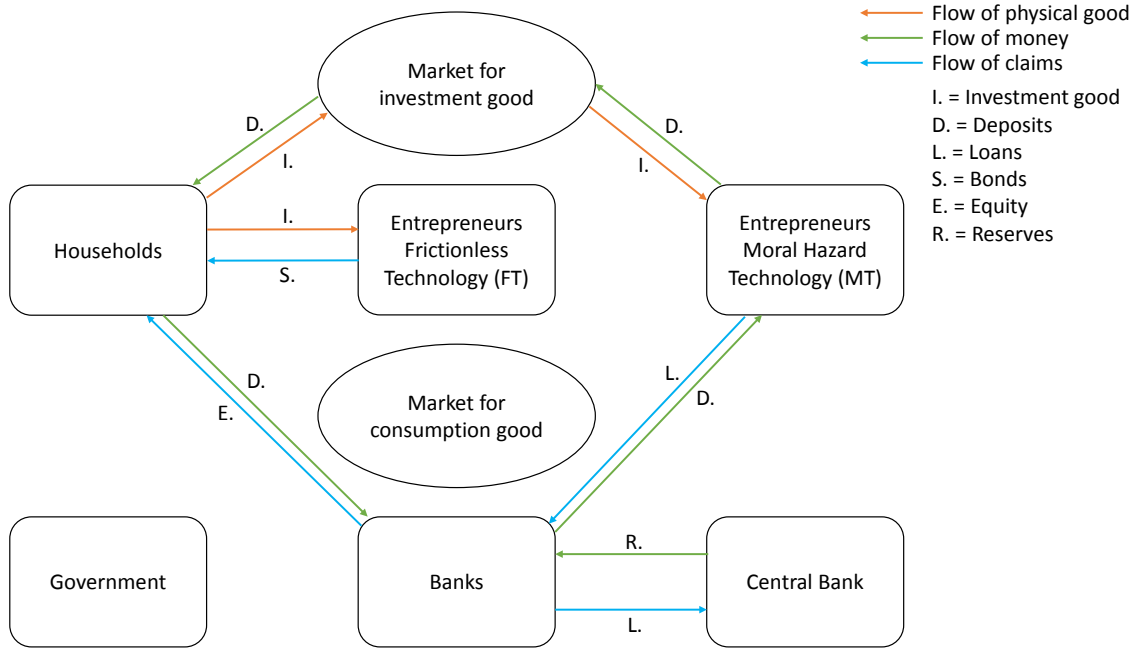 Flow of physical good
Flow of money
Flow of claims
I. = Investment good
D. = Deposits
L. = Loans
S. = Bonds
E. = Equity
R. = Reserves
Market for
investment good
D.
I.
D.
I.
Households
I.
S.
Entrepreneurs
Frictionless
Technology (FT)
Entrepreneurs
Moral Hazard
Technology (MT)
D.
E.
Market for
consumption good
L.
D.
Government
Banks
R.
L.
Central Bank